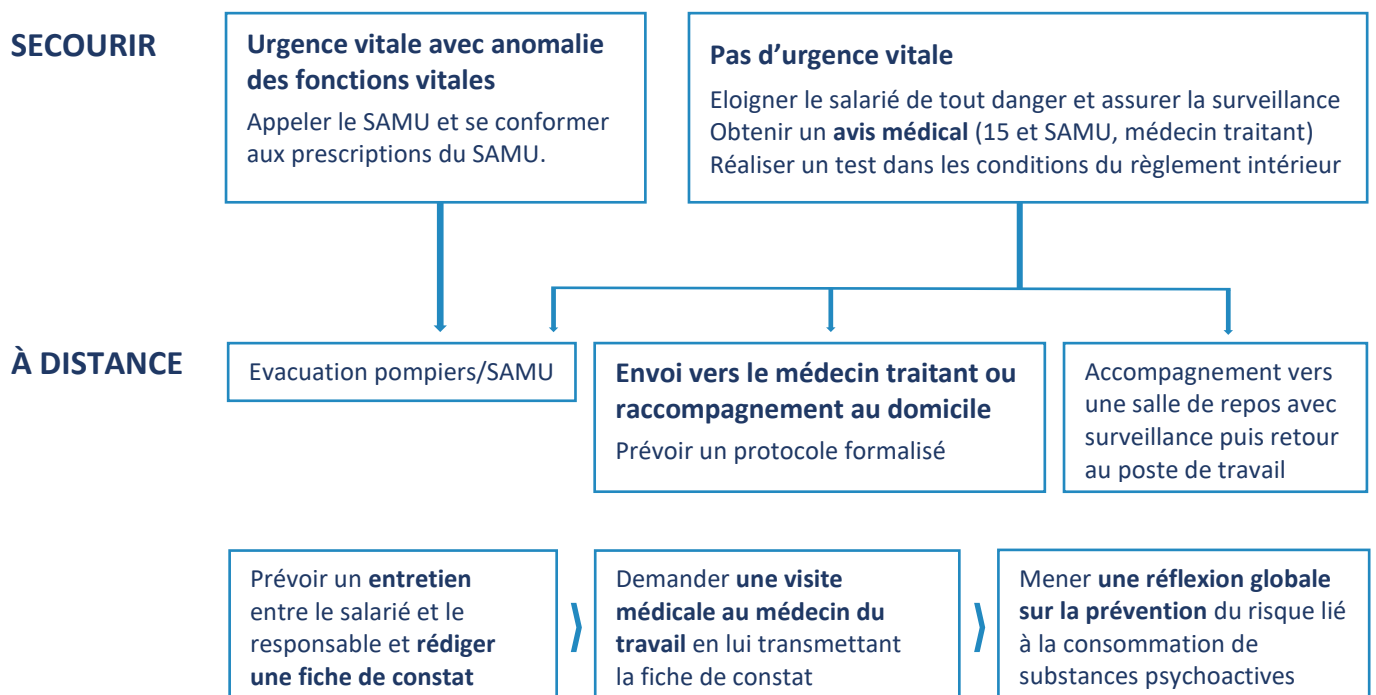 SECOURIR
Urgence vitale avec anomalie
des fonctions vitales
Appeler le SAMU et se conformer
aux prescriptions du SAMU.
Pas d’urgence vitale
Eloigner le salarié de tout danger et assurer la surveillance
Obtenir un avis médical (15 et SAMU, médecin traitant)
Réaliser un test dans les conditions du règlement intérieur
À DISTANCE
Evacuation pompiers/SAMU
Envoi vers le médecin traitant ou
raccompagnement au domicile
Prévoir un protocole formalisé
Accompagnement vers
une salle de repos avec
surveillance puis retour
au poste de travail
Prévoir un entretien
entre le salarié et le
responsable et rédiger
une fiche de constat
Demander une visite
médicale au médecin du
travail en lui transmettant
la fiche de constat
Mener une réflexion globale
sur la prévention du risque lié
à la consommation de
substances psychoactives